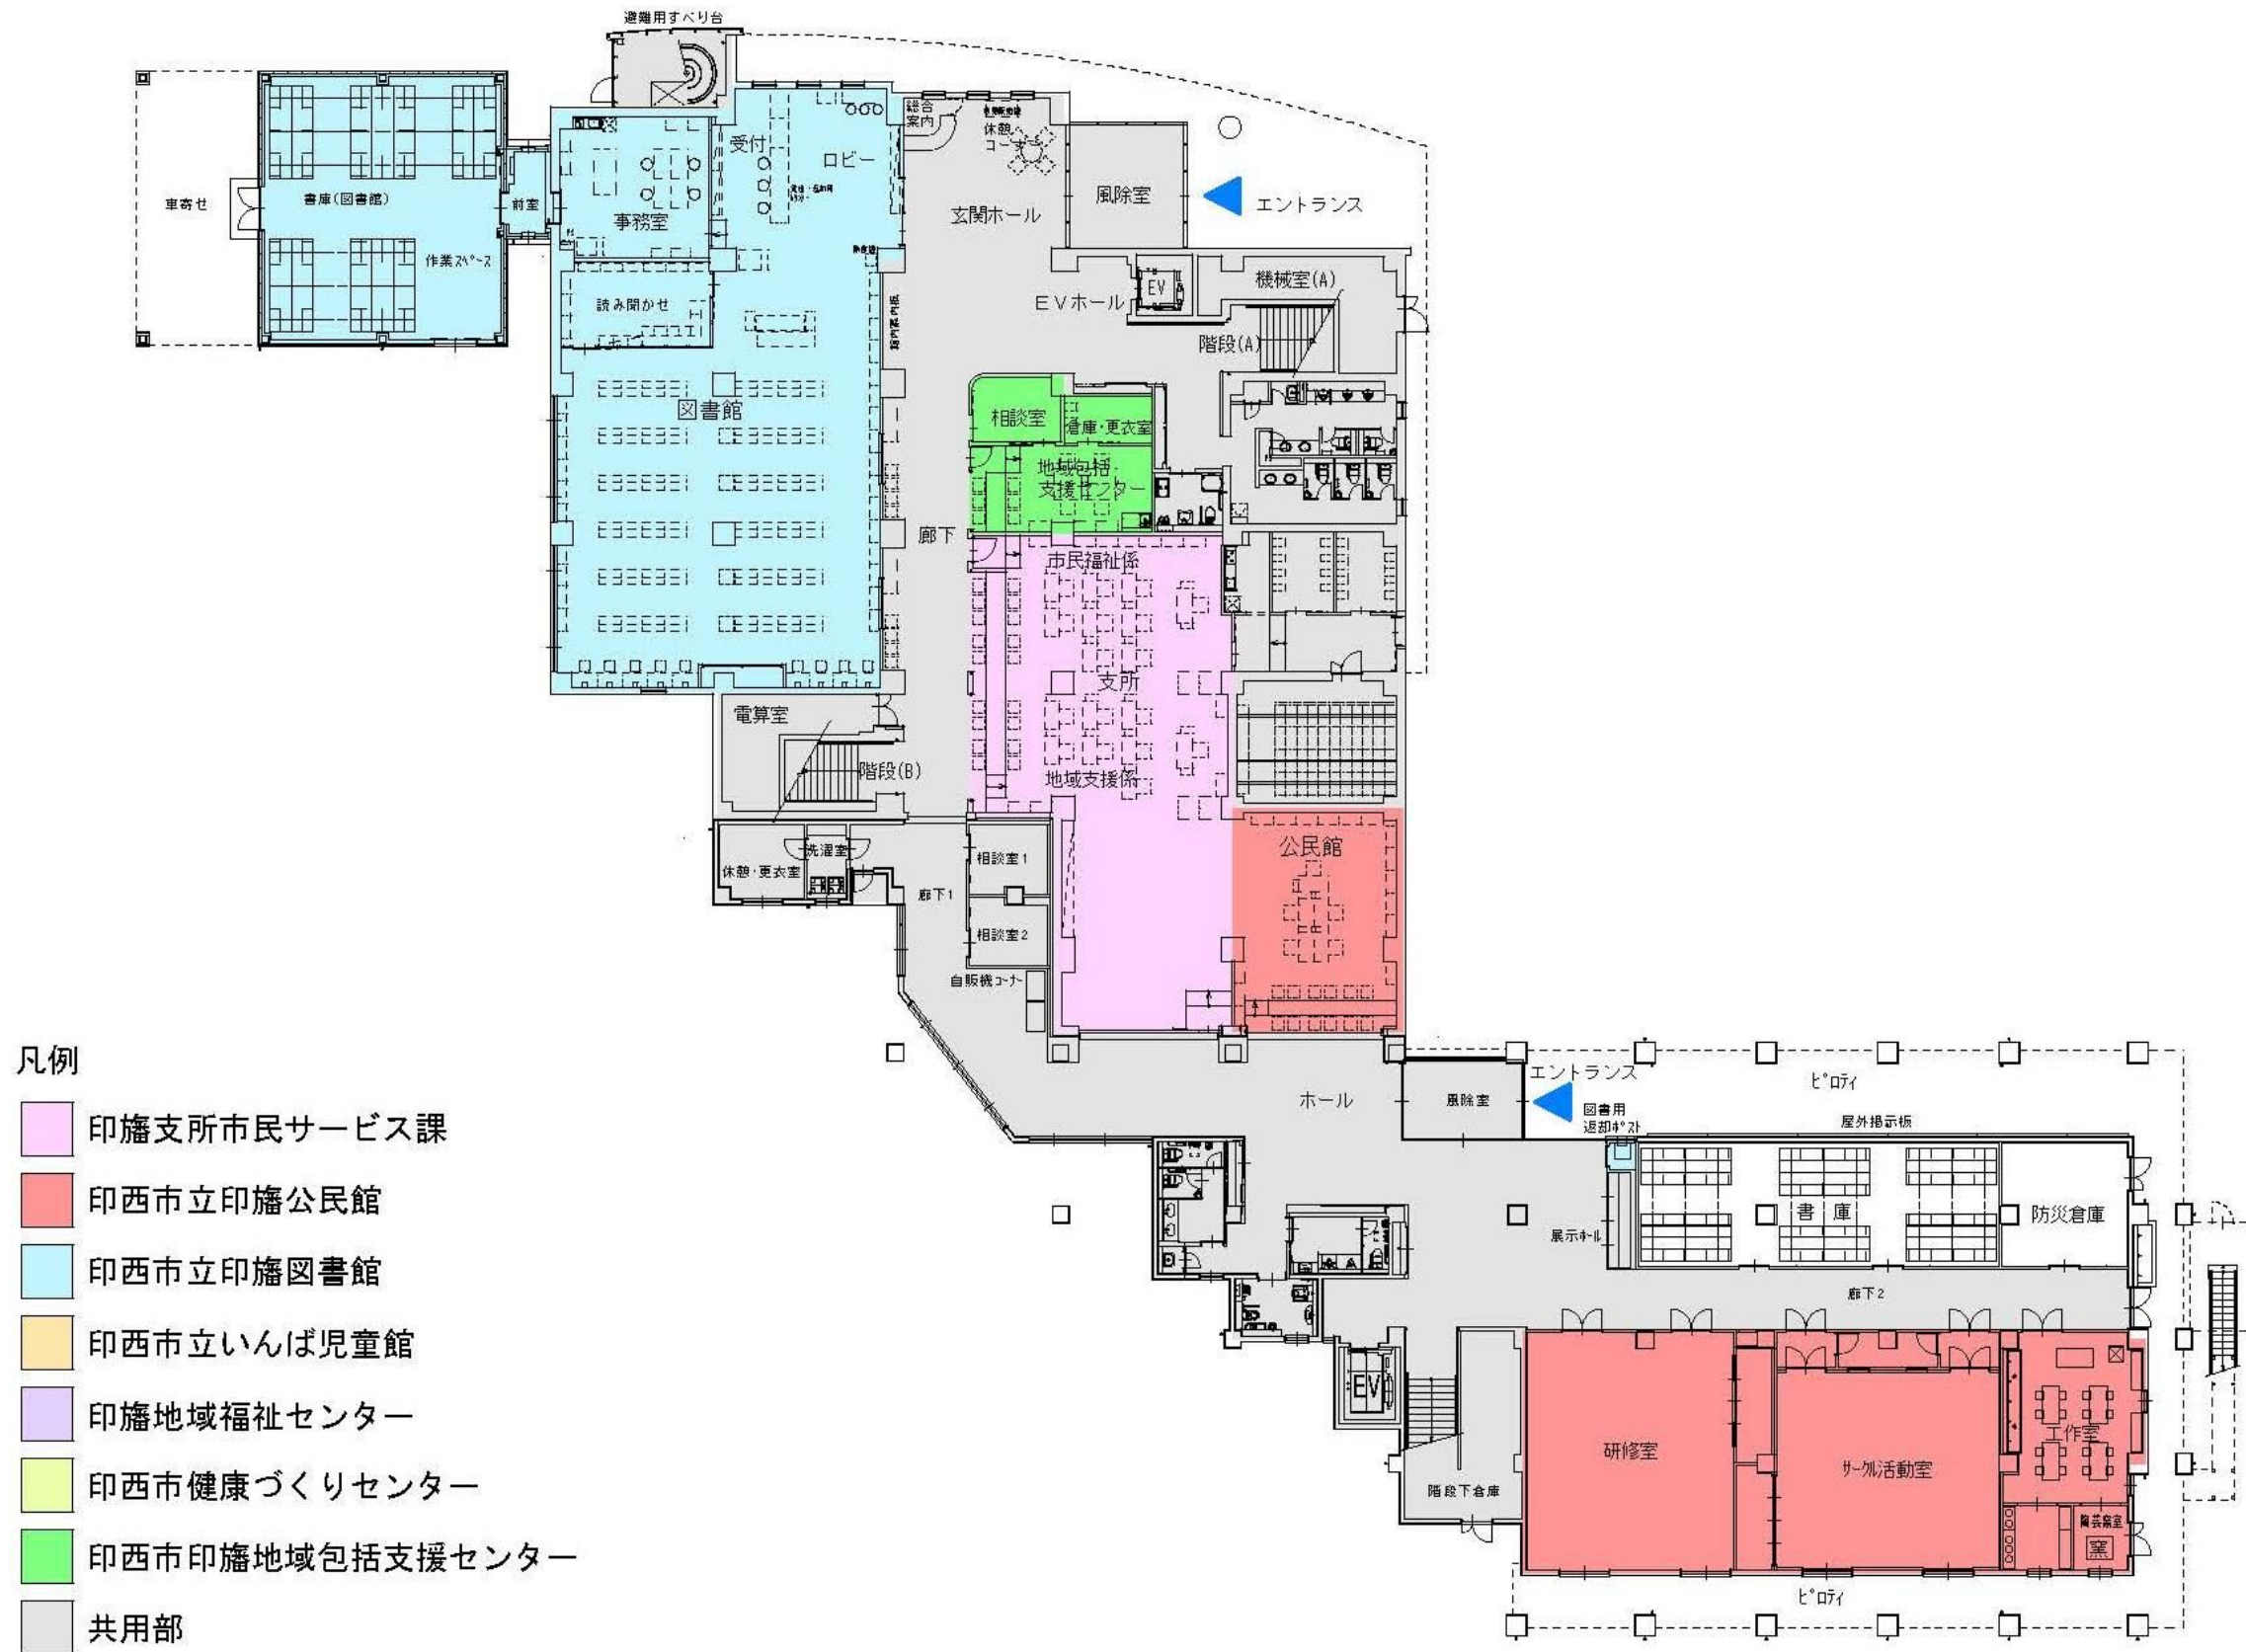 避難用すべり台
総合
案内
休憩
コーナー
受付
ロビー
車寄せ
書庫(図書館)
前室
事務室
玄関ホール
風除室
エントランス
作業スペース
機械室(A)
EV
EVホール
読み聞かせ
館内案内板
階段(A)
図書館
相談室
倉庫・更衣室
地域包括
支援センター
廊下
市民福祉係
支所
電算室
階段(B)
地域支援係
公民館
洗濯室
相談室1
休憩・更衣室
廊下1
相談室2
自販機コーナー
ホール
風除室
エントランス
図書用
返却ポスト
ピロティ
屋外掲示板
書庫
防災倉庫
展示ホール
廊下2
EV
研修室
サークル活動室
工作室
階段下倉庫
陶芸窯室
窯
ピロティ
凡例
印旛支所市民サービス課
印西市立印旛公民館
印西市立印旛図書館
印西市立いんば児童館
印旛地域福祉センター
印西市健康づくりセンター
印西市印旛地域包括支援センター
共用部